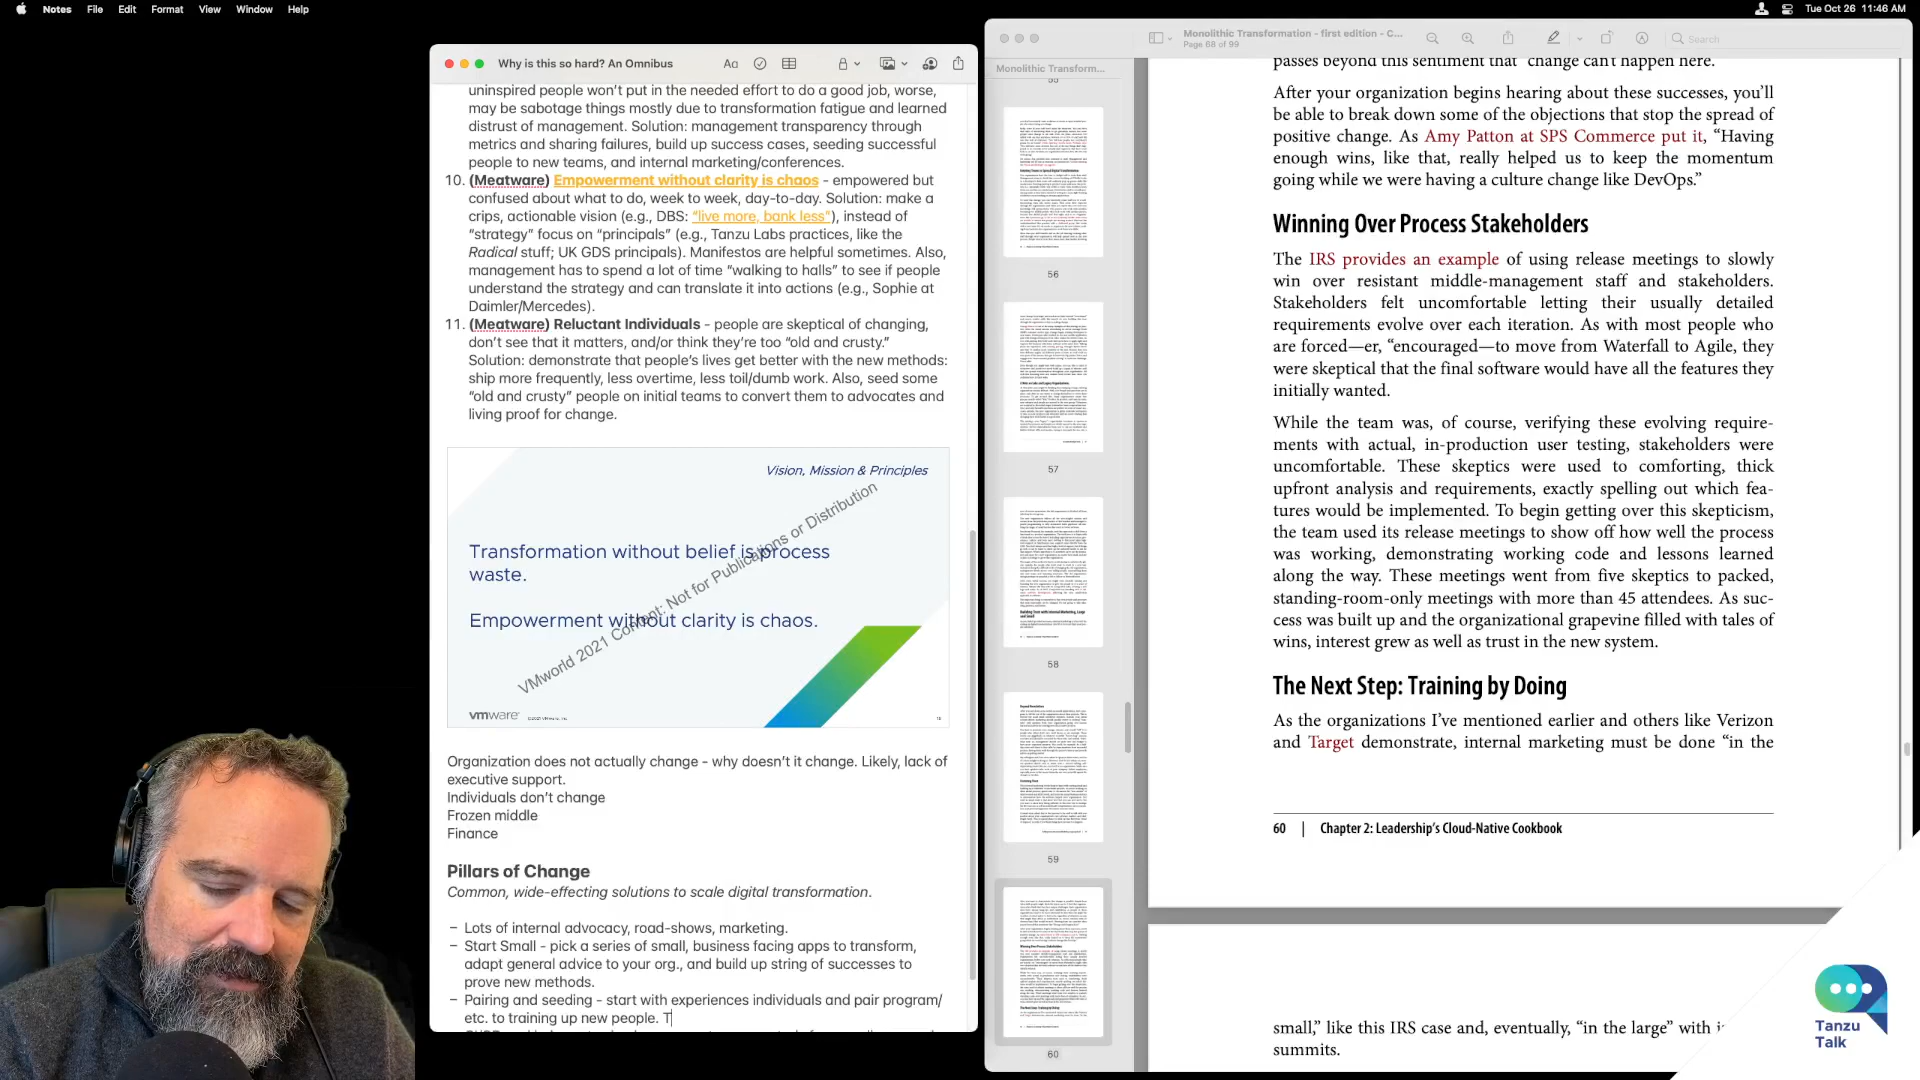 Notes File Edit Format View Window Help
Tue Oct 26 11:46 AM
Why is this so hard? An Omnibus
Aa
uninspired people won't put in the needed effort to do a good job, worse,
may be sabotage things mostly due to transformation fatigue and learned
distrust of management. Solution: management transparency through
metrics and sharing failures, build up success cases, seeding successful
people to new teams, and internal marketing/conferences.
10. (Meatware) Empowerment without clarity is chaos - empowered but
confused about what to do, week to week, day-to-day. Solution: make a
crips, actionable vision (e.g., DBS: “live more, bank less”), instead of
“strategy” focus on “principals” (e.g., Tanzu Labs practices, like the
Radical stuff; UK GDS principals). Manifestos are helpful sometimes. Also,
management has to spend a lot of time “walking to halls” to see if people
understand the strategy and can translate it into actions (e.g., Sophie at
Daimler/Mercedes).
11. (Meatware) Reluctant Individuals - people are skeptical of changing,
don't see that it matters, and/or think they're too “old and crusty.”
Solution: demonstrate that people's lives get better with the new methods:
ship more frequently, less overtime, less toil/dumb work. Also, seed some
“old and crusty” people on initial teams to convert them to advocates and
living proof for change.
Vision, Mission & Principles
Transformation without belief is process
waste.
Empowerment without clarity is chaos.
VMworld 2021 Content: Not for Publications or Distribution
vmware
©2021 VMware, Inc.
Organization does not actually change - why doesn't it change. Likely, lack of
executive support.
Individuals don't change
Frozen middle
Finance
Pillars of Change
Common, wide-effecting solutions to scale digital transformation.
– Lots of internal advocacy, road-shows, marketing.
– Start Small - pick a series of small, business facing apps to transform,
adapt general advice to your org., and build up string of successes to
prove new methods.
– Pairing and seeding - start with experiences individuals and pair program/
etc. to training up new people. T
Monolithic Transformation - first edition - C...
Page 68 of 99
Search
Monolithic Transform...
55
56
57
58
59
60
passes beyond this sentiment that “change can't happen here.
After your organization begins hearing about these successes, you'll
be able to break down some of the objections that stop the spread of
positive change. As Amy Patton at SPS Commerce put it, “Having
enough wins, like that, really helped us to keep the momentum
going while we were having a culture change like DevOps.”
Winning Over Process Stakeholders
The IRS provides an example of using release meetings to slowly
win over resistant middle-management staff and stakeholders.
Stakeholders felt uncomfortable letting their usually detailed
requirements evolve over each iteration. As with most people who
are forced—er, “encouraged—to move from Waterfall to Agile, they
were skeptical that the final software would have all the features they
initially wanted.
While the team was, of course, verifying these evolving require-
ments with actual, in-production user testing, stakeholders were
uncomfortable. These skeptics were used to comforting, thick
upfront analysis and requirements, exactly spelling out which fea-
tures would be implemented. To begin getting over this skepticism,
the team used its release meetings to show off how well the process
was working, demonstrating working code and lessons learned
along the way. These meetings went from five skeptics to packed,
standing-room-only meetings with more than 45 attendees. As suc-
cess was built up and the organizational grapevine filled with tales of
wins, interest grew as well as trust in the new system.
The Next Step: Training by Doing
As the organizations I've mentioned earlier and others like Verizon
and Target demonstrate, internal marketing must be done “in the
60 | Chapter 2: Leadership's Cloud-Native Cookbook
small,” like this IRS case and, eventually, “in the large” with
summits.
Tanzu
Talk